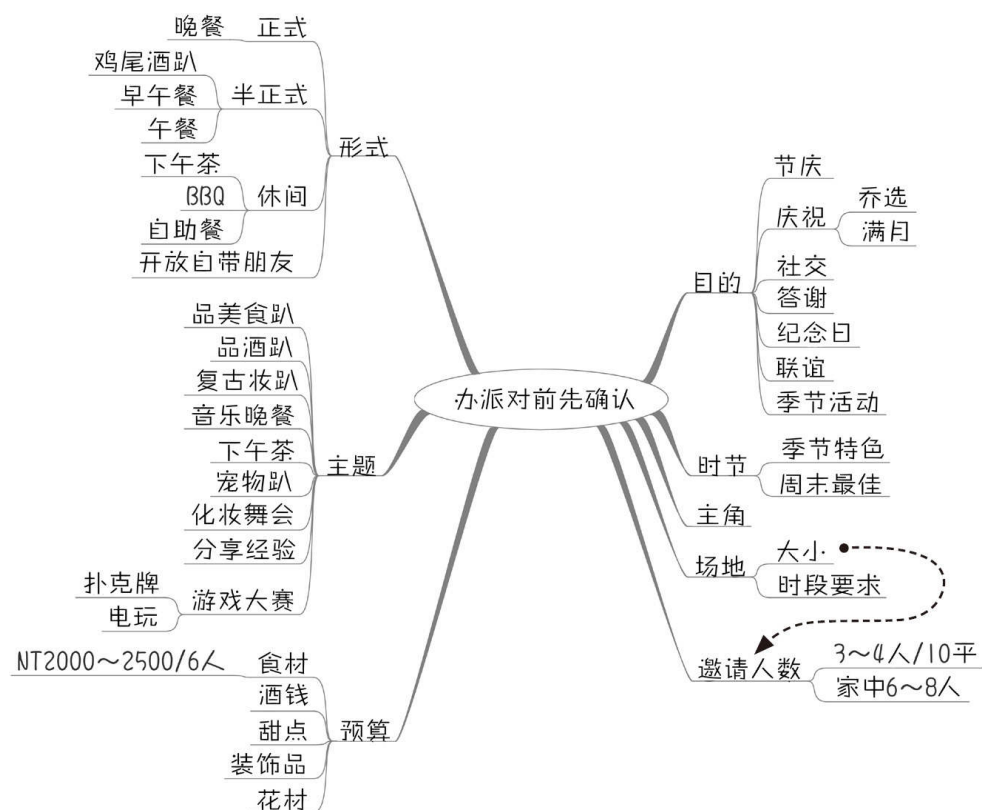 办派对前先确认
目的
节庆
庆祝
乔选
满月
社交
答谢
纪念日
联谊
季节活动
时节
季节特色
周末最佳
主角
场地
大小
时段要求
邀请人数
3～4人/10平
家中6～8人
形式
正式
晚餐
半正式
鸡尾酒趴
早午餐
午餐
休间
下午茶
BBQ
自助餐
开放自带朋友
主题
品美食趴
品酒趴
复古妆趴
音乐晚餐
下午茶
宠物趴
化妆舞会
分享经验
游戏大赛
扑克牌
电玩
预算
食材
NT2000～2500/6人
酒钱
甜点
装饰品
花材